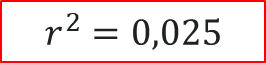 r² = 0,025